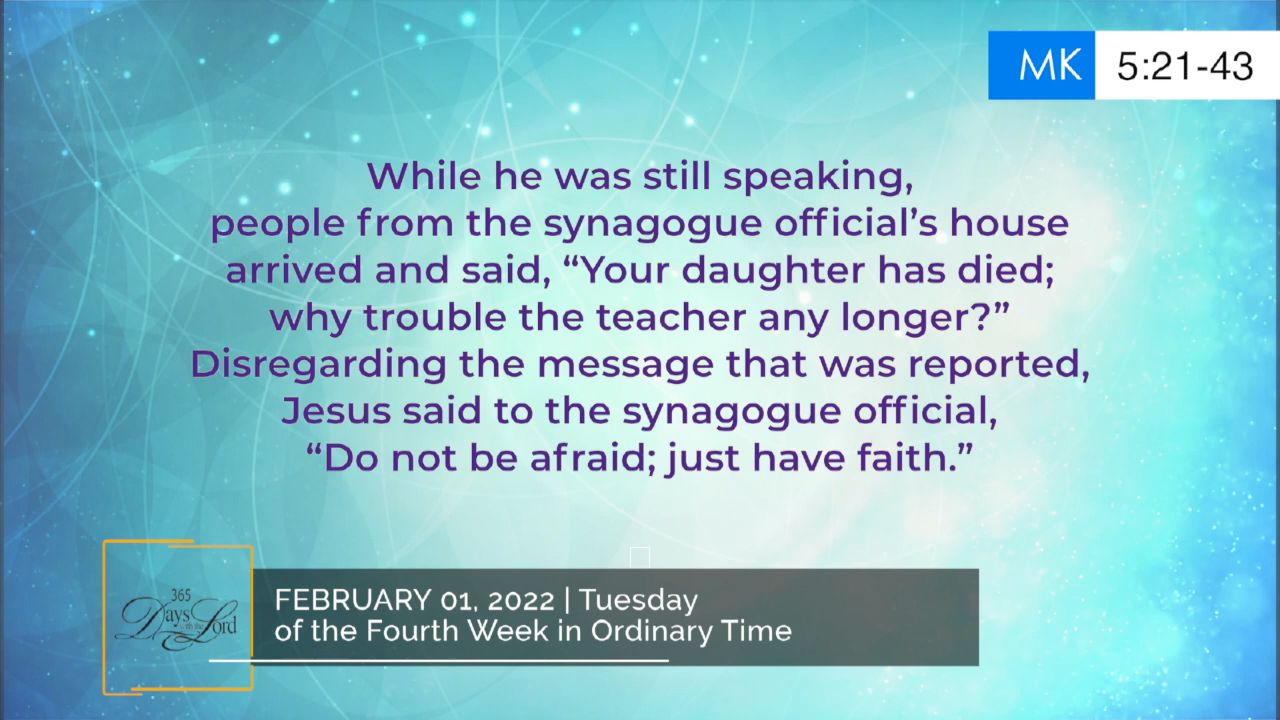 MK 5:21-43
While he was still speaking,
people from the synagogue official’s house
arrived and said, “Your daughter has died;
why trouble the teacher any longer?”
Disregarding the message that was reported,
Jesus said to the synagogue official,
“Do not be afraid; just have faith.”
365
Days with the Lord
FEBRUARY 01, 2022 | Tuesday
of the Fourth Week in Ordinary Time